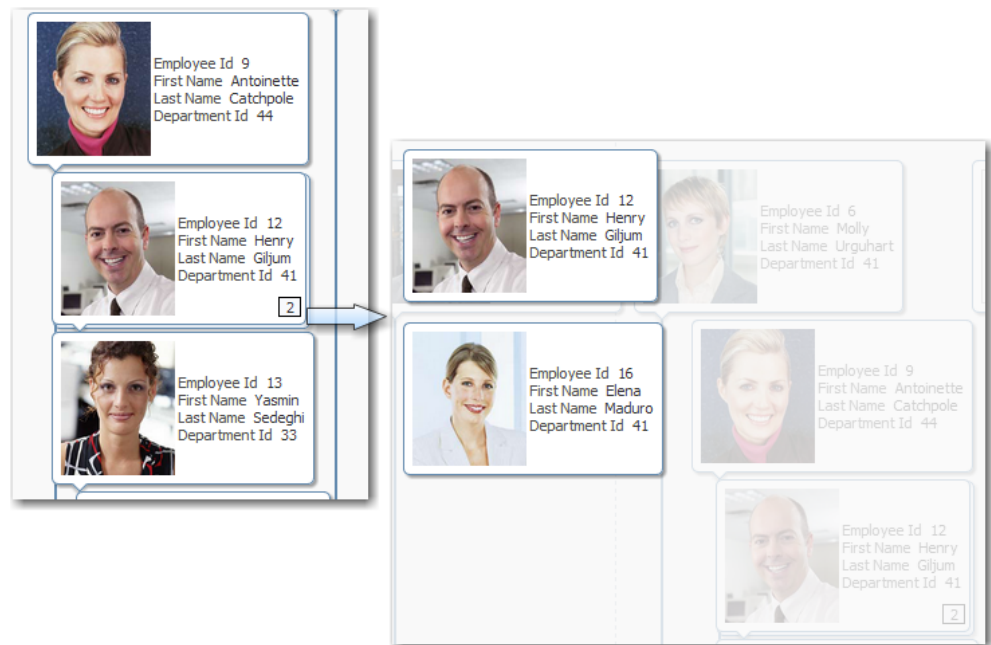 Employee Id 9
First Name Antoinette
Last Name Catchpole
Department Id 44
Employee Id 12
First Name Henry
Last Name Giljum
Department Id 41
2
Employee Id 13
First Name Yasmin
Last Name Sedeghi
Department Id 33
Employee Id 12
First Name Henry
Last Name Giljum
Department Id 41
Employee Id 6
First Name Molly
Last Name Urguhart
Department Id 41
Employee Id 16
First Name Elena
Last Name Maduro
Department Id 41
Employee Id 9
First Name Antoinette
Last Name Catchpole
Department Id 44
Employee Id 12
First Name Henry
Last Name Giljum
Department Id 41
2